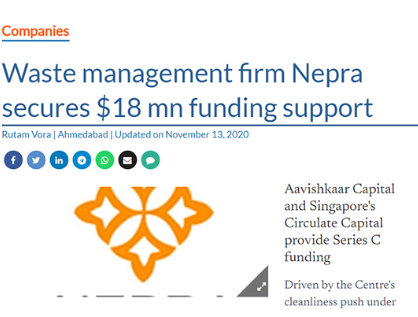 Companies
Waste management firm Nepra
secures $18 mn funding support
Rutam Vora | Ahmedabad | Updated on November 13, 2020
Aavishkaar Capital
and Singapore's
Circulate Capital
provide Series C
funding
Driven by the Centre's
cleanliness push under